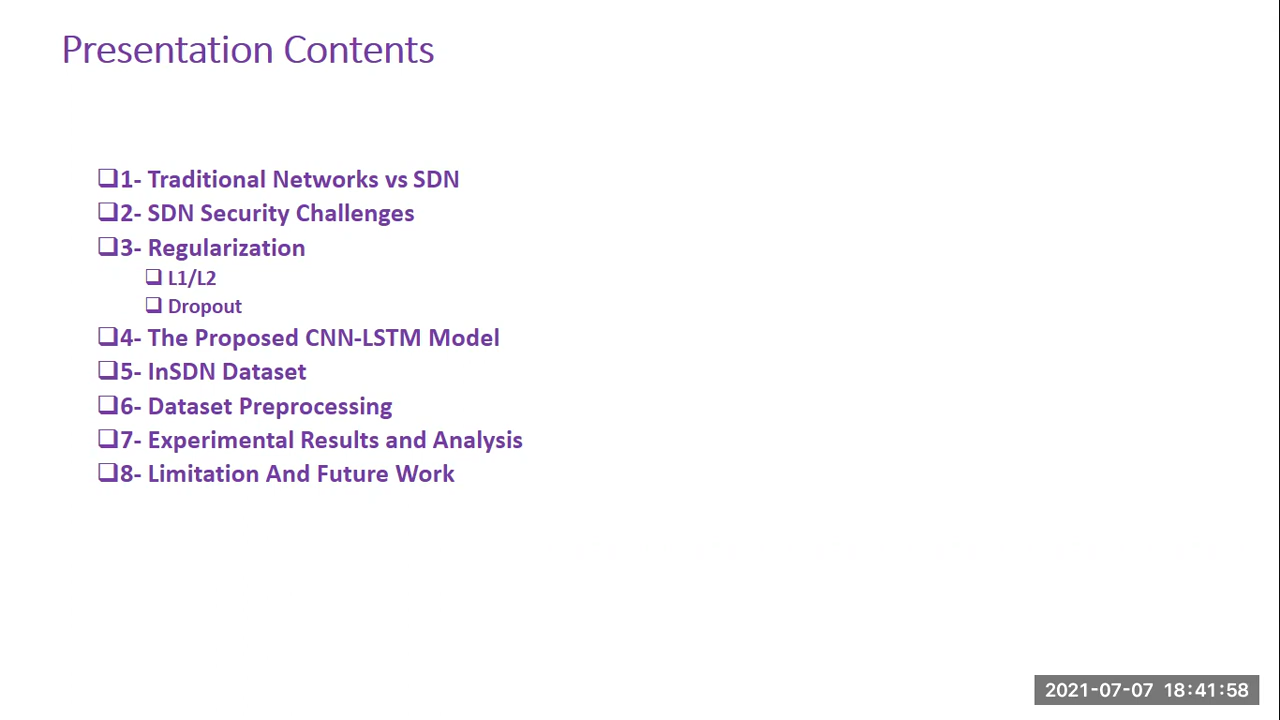 Presentation Contents
❑1- Traditional Networks vs SDN
❑2- SDN Security Challenges
❑3- Regularization
❑ L1/L2
❑ Dropout
❑4- The Proposed CNN-LSTM Model
❑5- InSDN Dataset
❑6- Dataset Preprocessing
❑7- Experimental Results and Analysis
❑8- Limitation And Future Work
2021-07-07 18:41:58